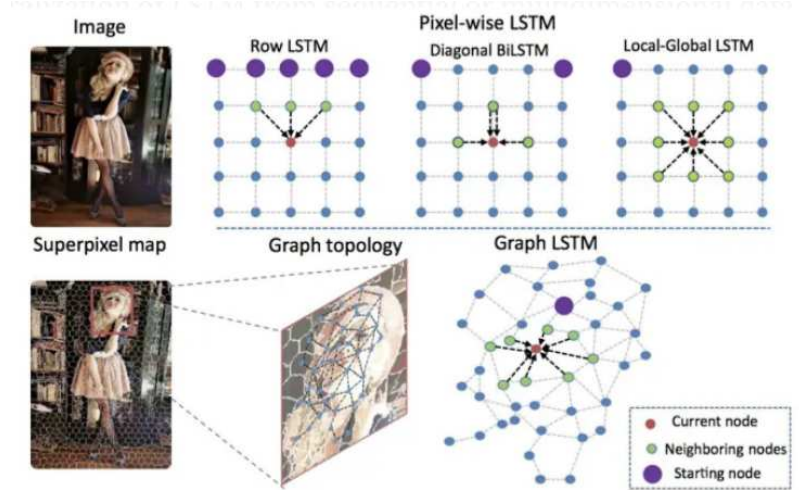 Image
Pixel-wise LSTM
Row LSTM
Diagonal BiLSTM
Local-Global LSTM
Superpixel map
Graph topology
Graph LSTM
Current node
Neighboring nodes
Starting node